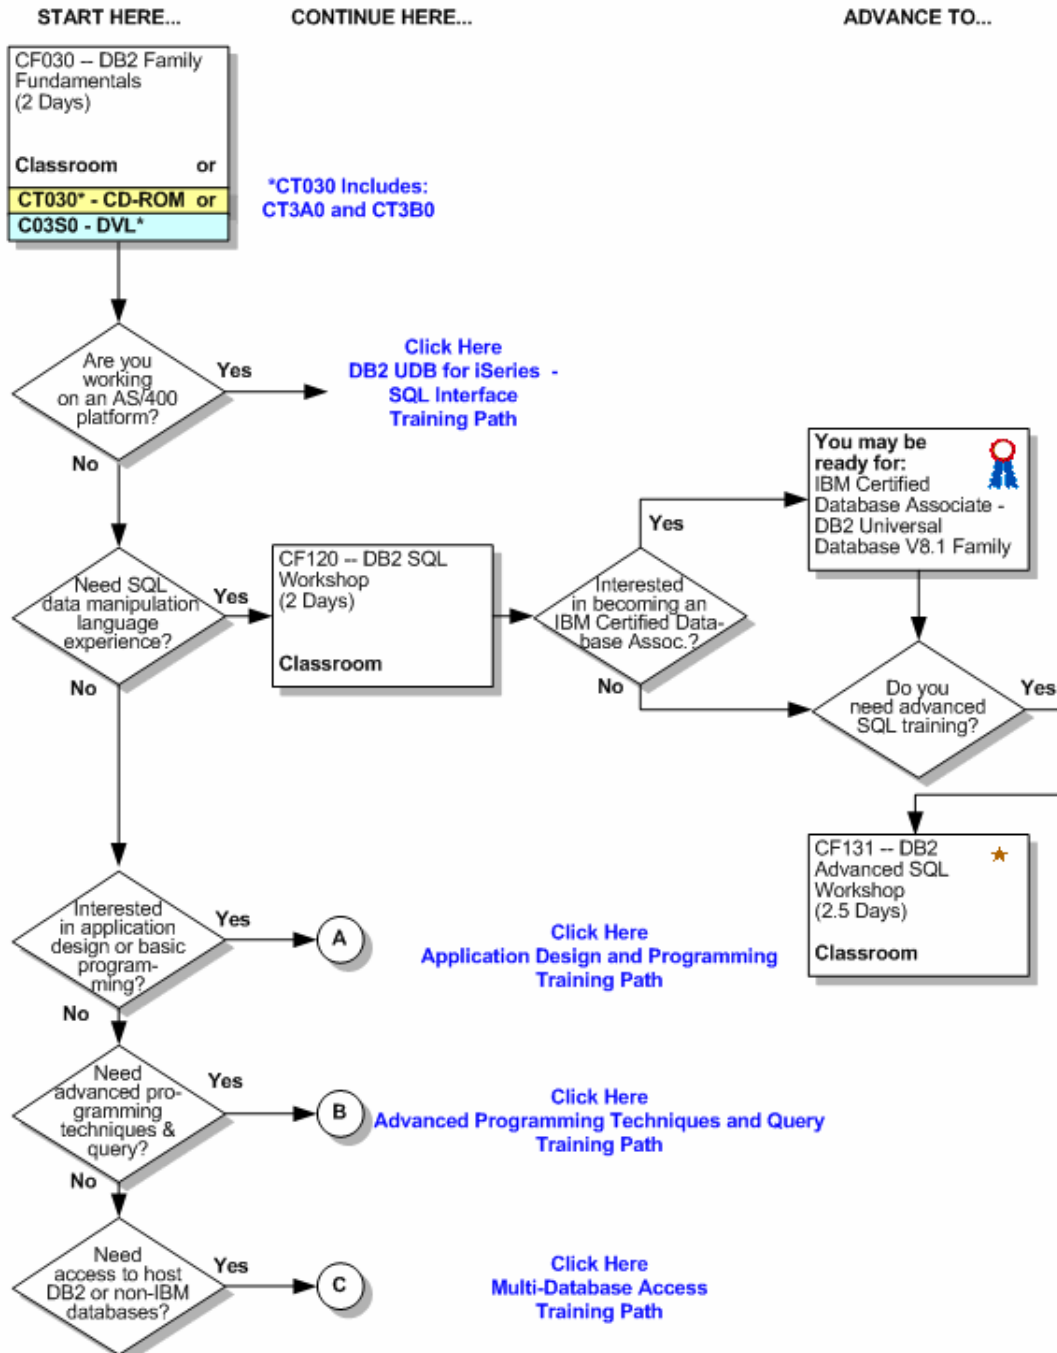 START HERE...
CONTINUE HERE...
ADVANCE TO...
CF030 -- DB2 Family
Fundamentals
(2 Days)
Classroom or
CT030* - CD-ROM or
C03S0 - DVL*
*CT030 Includes:
CT3A0 and CT3B0
Are you
working
on an AS/400
platform?
Yes
No
Click Here
DB2 UDB for iSeries -
SQL Interface
Training Path
Need SQL
data manipulation
language
experience?
Yes
No
CF120 -- DB2 SQL
Workshop
(2 Days)
Classroom
Interested
in becoming an
IBM Certified Data-
base Assoc.?
Yes
No
You may be
ready for:
IBM Certified
Database Associate -
DB2 Universal
Database V8.1 Family
Do you
need advanced
SQL training?
Yes
CF131 -- DB2
Advanced SQL
Workshop
(2.5 Days)
Classroom
Interested
in application
design or basic
program-
ming?
Yes
No
A
Click Here
Application Design and Programming
Training Path
Need
advanced pro-
gramming
techniques &
query?
Yes
No
B
Click Here
Advanced Programming Techniques and Query
Training Path
Need
access to host
DB2 or non-IBM
databases?
Yes
C
Click Here
Multi-Database Access
Training Path